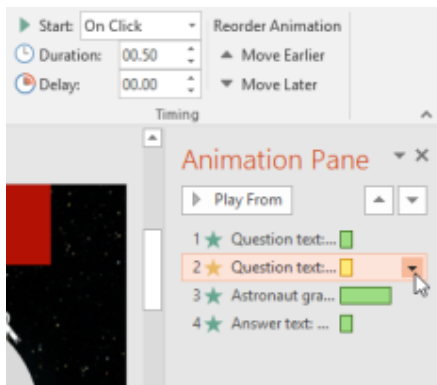 Start: On Click Reorder Animation
Duration: 00.50 Move Earlier
Delay: 00.00 Move Later
Timing
Animation Pane
Play From
1 Question text:...
2 Question text:...
3 Astronaut gra...
4 Answer text: ...